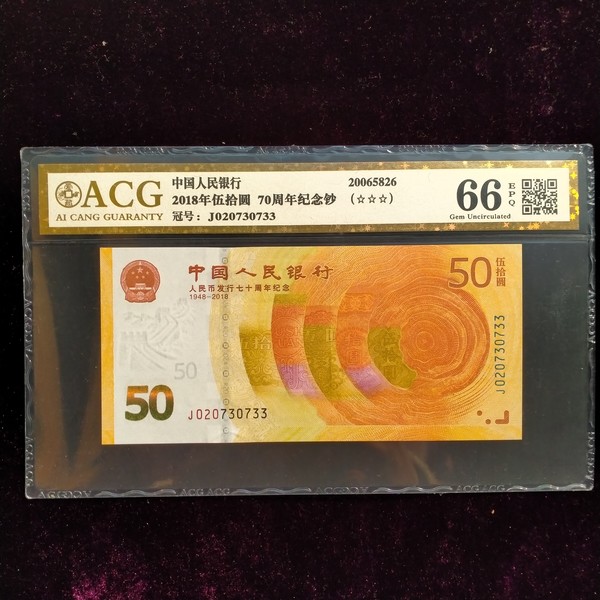 ACG
AI CANG GUARANTY
中国人民银行 20065826
2018年伍拾圆 70周年纪念钞 (☆☆☆)
冠号: J020730733
66 EPQ
Gem Uncirculated
中国人民银行
人民币发行七十周年纪念
1948-2018
50 伍拾圆
50
50
J020730733
J020730733
ACG ACG